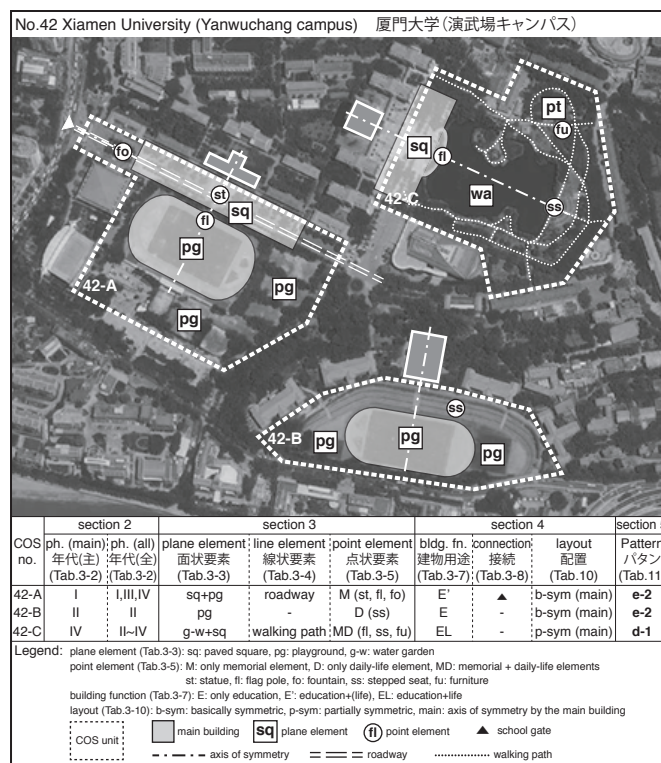 No.42 Xiamen University (Yanwuchang campus) 厦門大学(演武場キャンパス)
pt
fu
sq
fl
fo
42-C
wa
ss
st
sq
fl
pg
42-A
pg
pg
ss
42-B
pg
pg
pg
section 2 section 3 section 4 section 5
COS no. ph. (main) ph. (all) plane element line element point element bldg. fn. connection layout Pattern
年代(主) 年代(全) 面状要素 線状要素 点状要素 建物用途 接続 配置 パタン
(Tab.3-2) (Tab.3-2) (Tab.3-3) (Tab.3-4) (Tab.3-5) (Tab.3-7) (Tab.3-8) (Tab.10) (Tab.11)
42-A I I,III,IV sq+pg roadway M (st, fl, fo) E' ▲ b-sym (main) e-2
42-B II II pg - D (ss) E - b-sym (main) e-2
42-C IV II~IV g-w+sq walking path MD (fl, ss, fu) EL - p-sym (main) d-1
Legend: plane element (Tab.3-3): sq: paved square, pg: playground, g-w: water garden
point element (Tab.3-5): M: only memorial element, D: only daily-life element, MD: memorial + daily-life elements
st: statue, fl: flag pole, fo: fountain, ss: stepped seat, fu: furniture
building function (Tab.3-7): E: only education, E': education+(life), EL: education+life
layout (Tab.3-10): b-sym: basically symmetric, p-sym: partially symmetric, main: axis of symmetry by the main building
COS unit main building sq plane element fl point element ▲ school gate
axis of symmetry roadway walking path